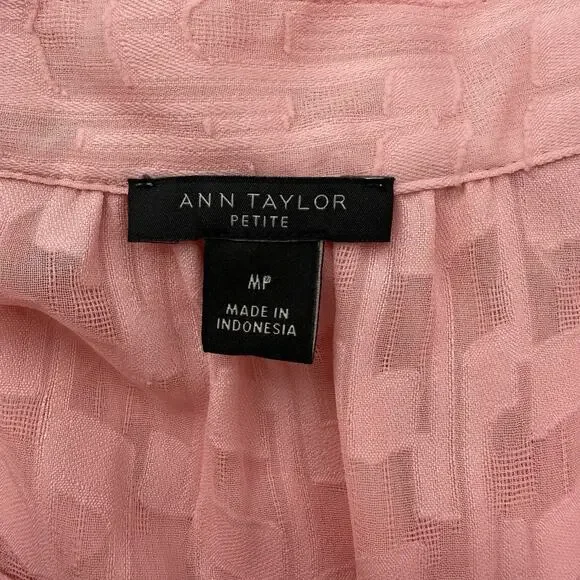 ANN TAYLOR
PETITE
MP
MADE IN
INDONESIA